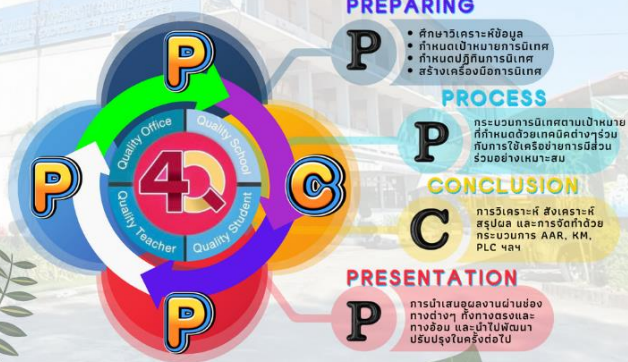 PREPARING
P
• ศึกษาวิเคราะห์ข้อมูล
• กำหนดเป้าหมายการนิเทศ
• กำหนดปฏิทินการนิเทศ
• สร้างเครื่องมือการนิเทศ
PROCESS
P
กระบวนการนิเทศตามเป้าหมาย
ที่กำหนดด้วยเทคนิคต่างๆร่วม
กับการใช้เครือข่ายการมีส่วน
ร่วมอย่างเหมาะสม
CONCLUSION
C
การวิเคราะห์ สังเคราะห์
สรุปผล และการจัดทำด้วย
กระบวนการ AAR, KM,
PLC ฯลฯ
PRESENTATION
P
การนำเสนอผลงานผ่านช่อง
ทางต่างๆ ทั้งทางตรงและ
ทางอ้อม และนำไปพัฒนา
ปรับปรุงในครั้งต่อไป
P
Quality Office
Quality School
P
4Q
C
Quality Teacher
Quality Student
P